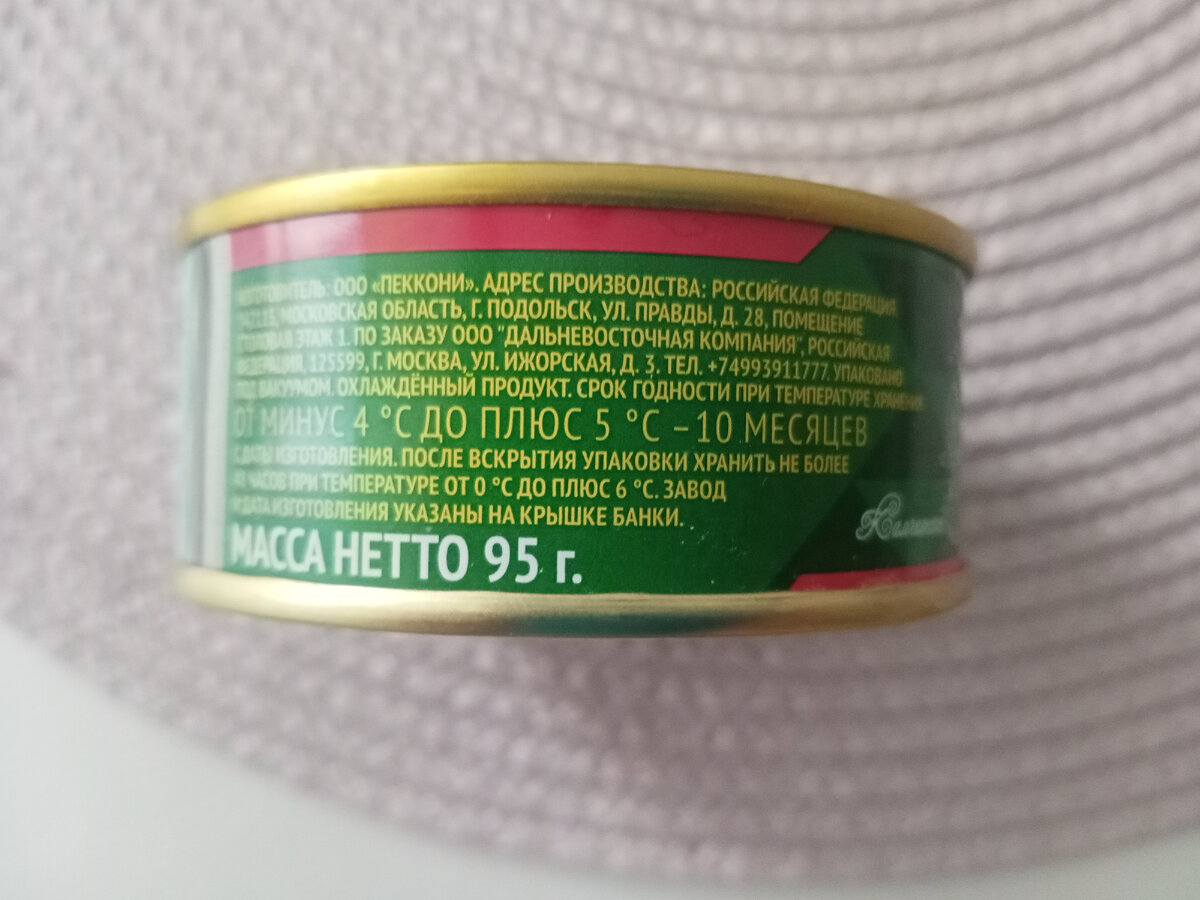 ИЗГОТОВИТЕЛЬ: ООО «ПЕККОНИ». АДРЕС ПРОИЗВОДСТВА: РОССИЙСКАЯ ФЕДЕРАЦИЯ,
МОСКОВСКАЯ ОБЛАСТЬ, Г. ПОДОЛЬСК, УЛ. ПРАВДЫ, Д. 28, ПОМЕЩЕНИЕ
ЭТАЖ 1. ПО ЗАКАЗУ ООО "ДАЛЬНЕВОСТОЧНАЯ КОМПАНИЯ", РОССИЙСКАЯ
ФЕДЕРАЦИЯ, 125599, Г. МОСКВА, УЛ. ИЖОРСКАЯ, Д. 3. ТЕЛ. +74993911777. УПАКОВАНО
ПОД ВАКУУМОМ. ОХЛАЖДЁННЫЙ ПРОДУКТ. СРОК ГОДНОСТИ ПРИ ТЕМПЕРАТУРЕ ХРАНЕНИЯ
ОТ МИНУС 4 °С ДО ПЛЮС 5 °С – 10 МЕСЯЦЕВ
С ДАТЫ ИЗГОТОВЛЕНИЯ. ПОСЛЕ ВСКРЫТИЯ УПАКОВКИ ХРАНИТЬ НЕ БОЛЕЕ
ЧАСОВ ПРИ ТЕМПЕРАТУРЕ ОТ 0 °С ДО ПЛЮС 6 °С. ЗАВОД
И ДАТА ИЗГОТОВЛЕНИЯ УКАЗАНЫ НА КРЫШКЕ БАНКИ.
МАССА НЕТТО 95 г.